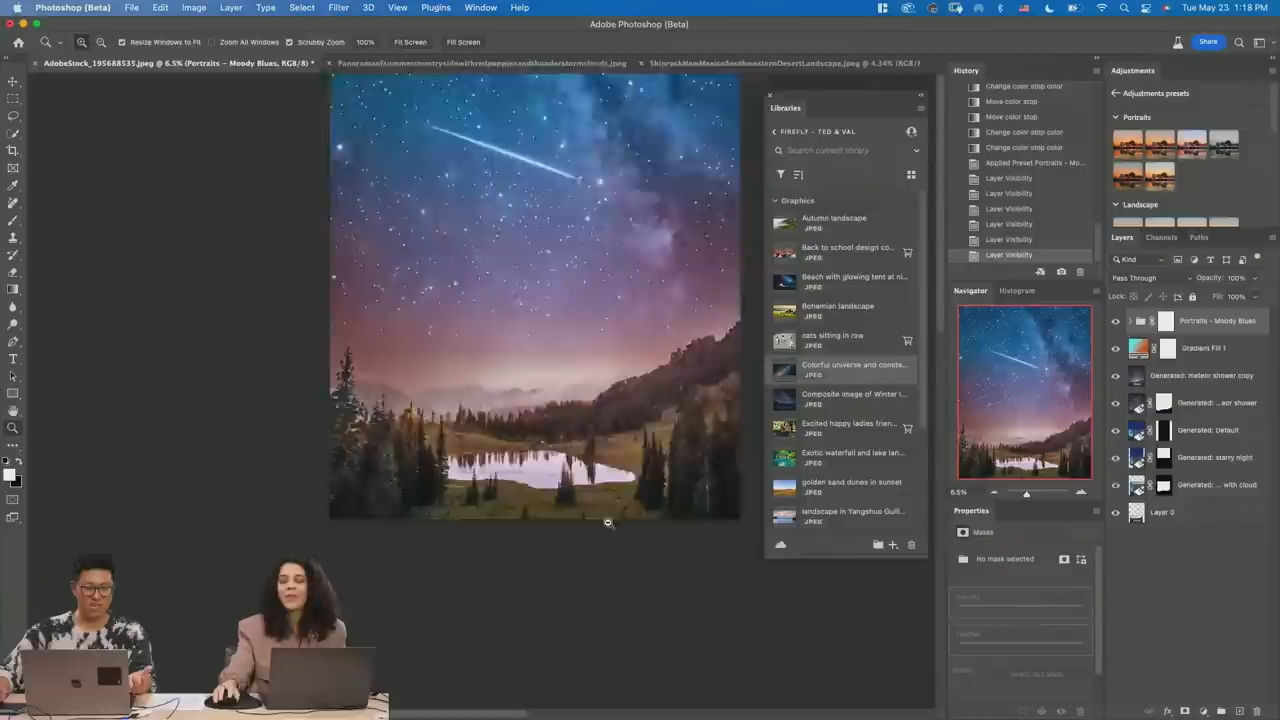 Photoshop (Beta) File Edit Image Layer Type Select Filter 3D View Plugins Window Help Tue May 23 1:18 PM
Adobe Photoshop (Beta)
Resize Windows to Fit Zoom All Windows Scrubby Zoom 100% Fit Screen Fill Screen Share
AdobeStock_195688535.jpeg @ 6.5% (Portraits – Moody Blues, RGB/8) *
ShiprockNewMexicoSouthwesternDesertLandscape.jpeg @ 4.34% (RGB/
Libraries
FIREFLY - TED & VAL
Search current library
Graphics
Autumn landscape
JPEG
Back to school design co...
JPEG
Beach with glowing tent at ni...
JPEG
Bohemian landscape
JPEG
cats sitting in row
JPEG
Colorful universe and conste...
JPEG
Composite image of Winter l...
JPEG
Excited happy ladies frien...
JPEG
Exotic waterfall and lake lan...
JPEG
golden sand dunes in sunset
JPEG
landscape in Yangshuo Guili...
JPEG
History
Change color stop color
Move color stop
Move color stop
Change color stop color
Change color stop color
Applied Preset Portraits - Mo...
Layer Visibility
Layer Visibility
Layer Visibility
Layer Visibility
Layer Visibility
Layer Visibility
Navigator Histogram
6.5%
Properties
Masks
No mask selected
Adjustments
Adjustments presets
Portraits
Landscape
Layers Channels Paths
Kind
Pass Through Opacity: 100%
Lock: Fill: 100%
Portraits - Moody Blues
Gradient Fill 1
Generated: meteor shower copy
Generated: ...eor shower
Generated: Default
Generated: starry night
Generated: ... with cloud
Layer 0